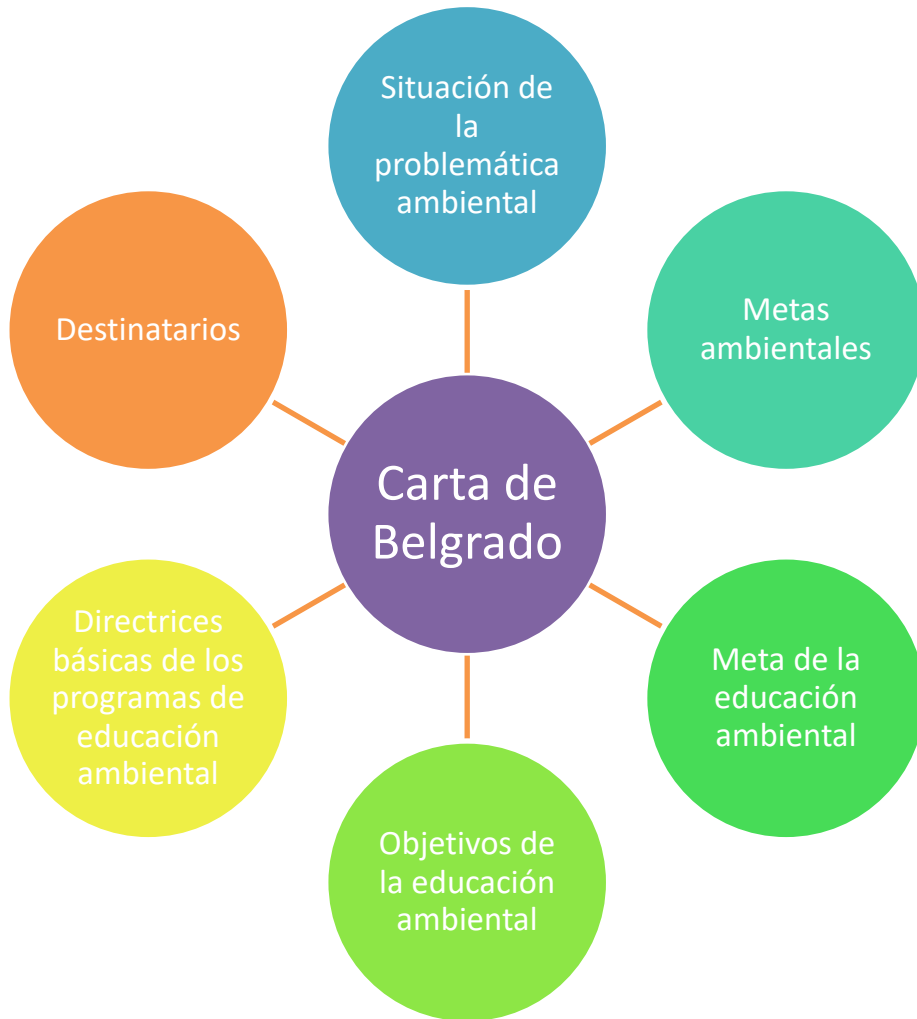 Situación de
la
problemática
ambiental
Metas
ambientales
Meta de la
educación
ambiental
Objetivos de
la educación
ambiental
Directrices
básicas de los
programas de
educación
ambiental
Destinatarios
Carta de
Belgrado